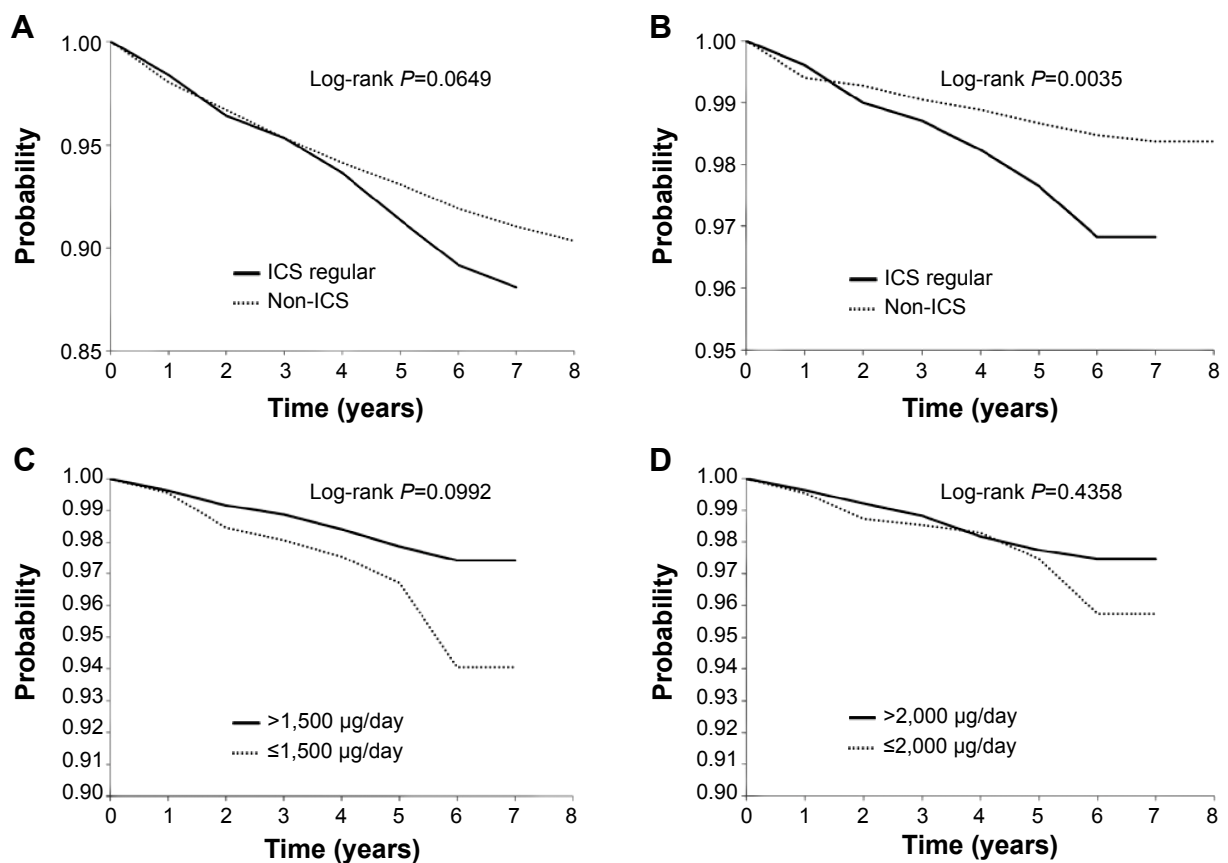 A
1.00
0.95
0.90
0.85
Probability
Log-rank P=0.0649
ICS regular
Non-ICS
0 1 2 3 4 5 6 7 8
Time (years)
B
1.00
0.99
0.98
0.97
0.96
0.95
Probability
Log-rank P=0.0035
ICS regular
Non-ICS
0 1 2 3 4 5 6 7 8
Time (years)
C
1.00
0.99
0.98
0.97
0.96
0.95
0.94
0.93
0.92
0.91
0.90
Probability
Log-rank P=0.0992
>1,500 µg/day
≤1,500 µg/day
0 1 2 3 4 5 6 7 8
Time (years)
D
1.00
0.99
0.98
0.97
0.96
0.95
0.94
0.93
0.92
0.91
0.90
Probability
Log-rank P=0.4358
>2,000 µg/day
≤2,000 µg/day
0 1 2 3 4 5 6 7 8
Time (years)